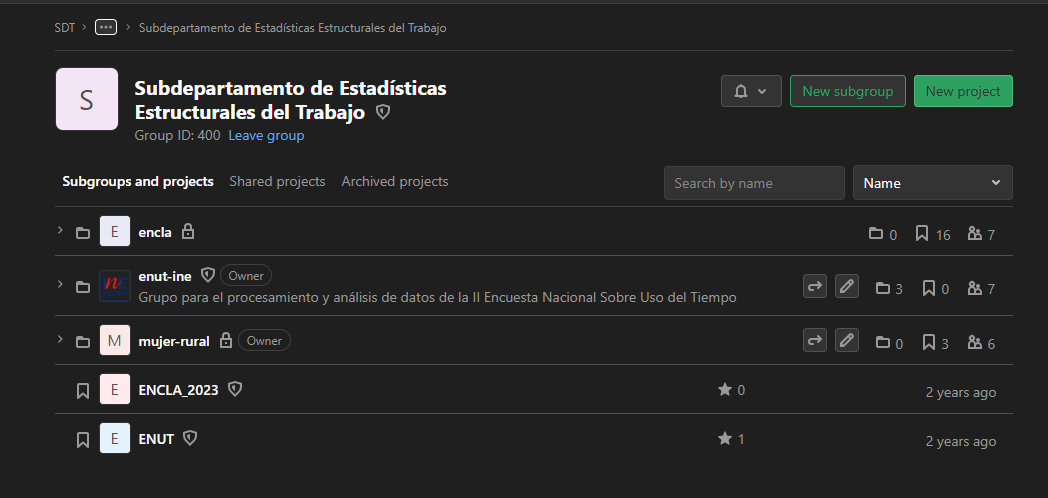 SDT > ··· > Subdepartamento de Estadísticas Estructurales del Trabajo
S
Subdepartamento de Estadísticas
Estructurales del Trabajo
Group ID: 400 Leave group
New subgroup
New project
Subgroups and projects Shared projects Archived projects
Search by name
Name
E encla 0 16 7
enut-ine Owner 3 0 7
Grupo para el procesamiento y análisis de datos de la II Encuesta Nacional Sobre Uso del Tiempo
M mujer-rural Owner 0 3 6
E ENCLA_2023 0 2 years ago
E ENUT 1 2 years ago